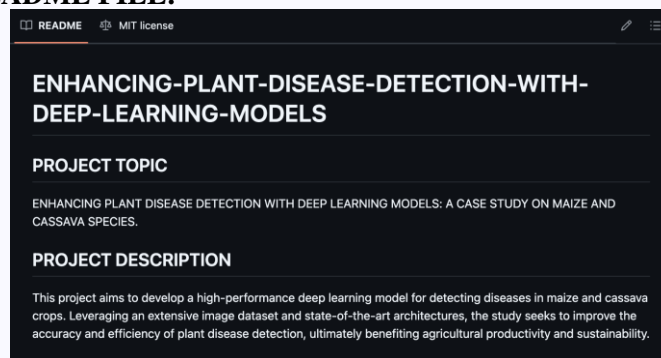 README FILE:
README MIT license
ENHANCING-PLANT-DISEASE-DETECTION-WITH-
DEEP-LEARNING-MODELS
PROJECT TOPIC
ENHANCING PLANT DISEASE DETECTION WITH DEEP LEARNING MODELS: A CASE STUDY ON MAIZE AND
CASSAVA SPECIES.
PROJECT DESCRIPTION
This project aims to develop a high-performance deep learning model for detecting diseases in maize and cassava
crops. Leveraging an extensive image dataset and state-of-the-art architectures, the study seeks to improve the
accuracy and efficiency of plant disease detection, ultimately benefiting agricultural productivity and sustainability.